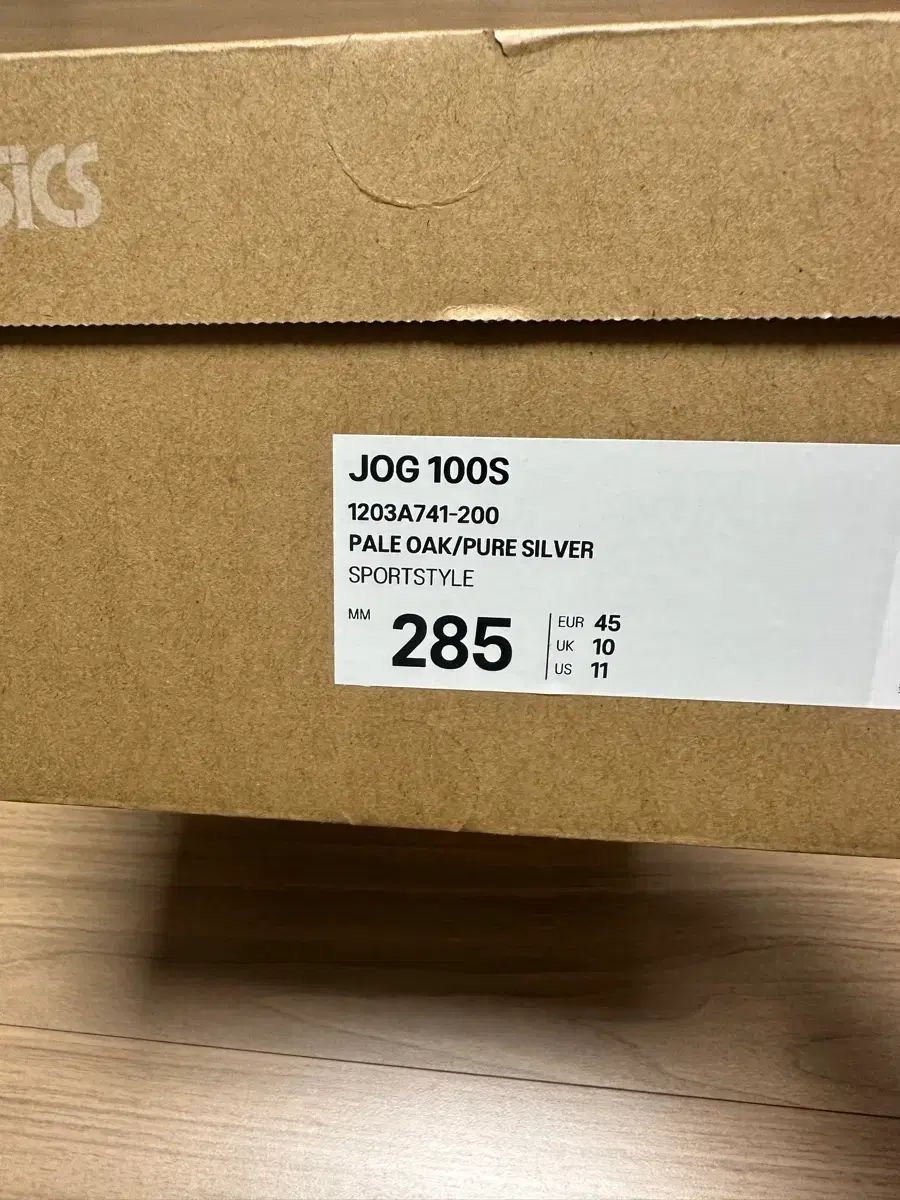 SICS
JOG 100S
1203A741-200
PALE OAK/PURE SILVER
SPORTSTYLE
MM 285
EUR 45
UK 10
US 11